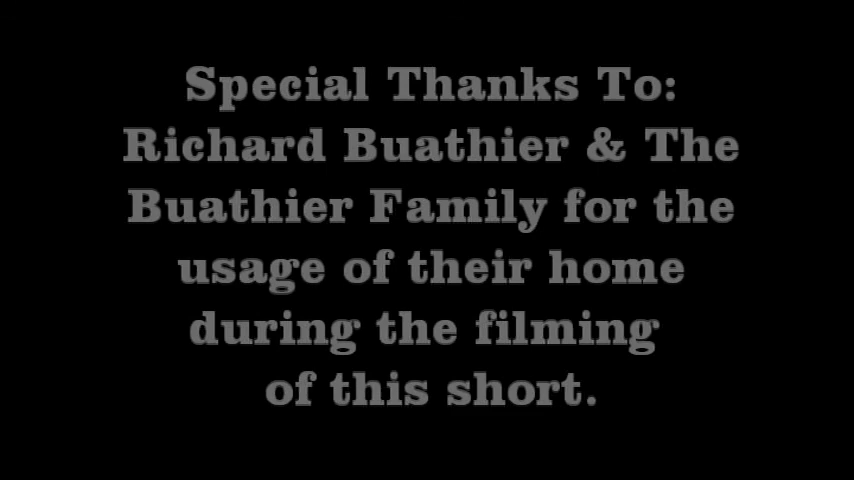 Special Thanks To:
Richard Buathier & The
Buathier Family for the
usage of their home
during the filming
of this short.